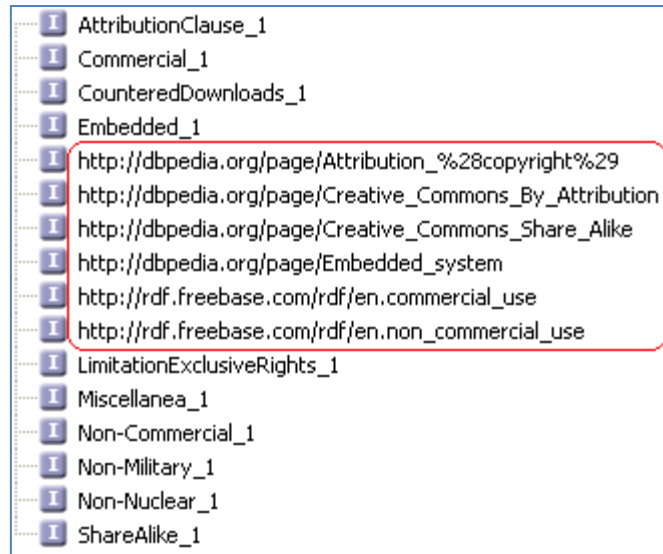 AttributionClause_1
Commercial_1
CounteredDownloads_1
Embedded_1
http://dbpedia.org/page/Attribution_%28copyright%29
http://dbpedia.org/page/Creative_Commons_By_Attribution
http://dbpedia.org/page/Creative_Commons_Share_Alike
http://dbpedia.org/page/Embedded_system
http://rdf.freebase.com/rdf/en.commercial_use
http://rdf.freebase.com/rdf/en.non_commercial_use
LimitationExclusiveRights_1
Miscellanea_1
Non-Commercial_1
Non-Military_1
Non-Nuclear_1
ShareAlike_1